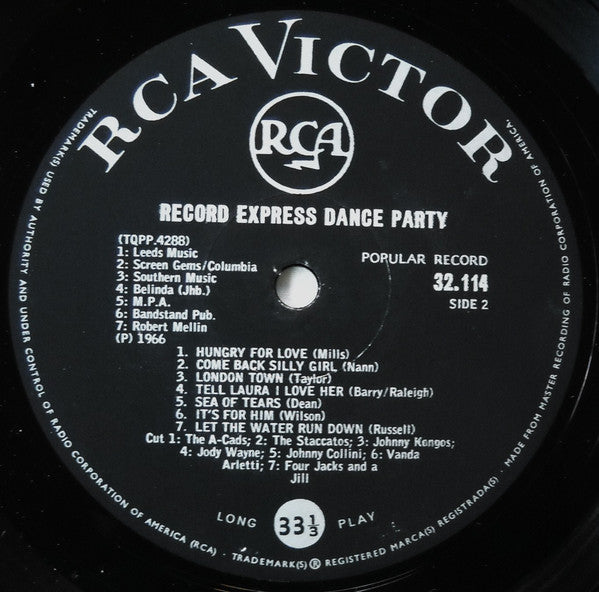 RCA VICTOR
RCA
RECORD EXPRESS DANCE PARTY
(TQPP.4288)
1: Leeds Music
2: Screen Gems/Columbia
3: Southern Music
4: Belinda (Jhb.)
5: M.P.A.
6: Bandstand Pub.
7: Robert Mellin
(P) 1966
POPULAR RECORD
32.114
SIDE 2
1. HUNGRY FOR LOVE (Mills)
2. COME BACK SILLY GIRL (Nann)
3. LONDON TOWN (Taylor)
4. TELL LAURA I LOVE HER (Barry/Raleigh)
5. SEA OF TEARS (Dean)
6. IT'S FOR HIM (Wilson)
7. LET THE WATER RUN DOWN (Russell)
Cut 1: The A-Cads; 2: The Staccatos; 3: Johnny Kongos;
4: Jody Wayne; 5: Johnny Collini; 6: Vanda
Arletti; 7: Four Jacks and a
Jill
LONG 33 1/3 PLAY
TRADEMARK(S) USED BY AUTHORITY AND UNDER CONTROL OF RADIO CORPORATION OF AMERICA (RCA) - TRADEMARK(S) ® REGISTERED MARCA(S) REGISTRADA(S) - MADE FROM MASTER RECORDING OF RADIO CORPORATION OF AMERICA.